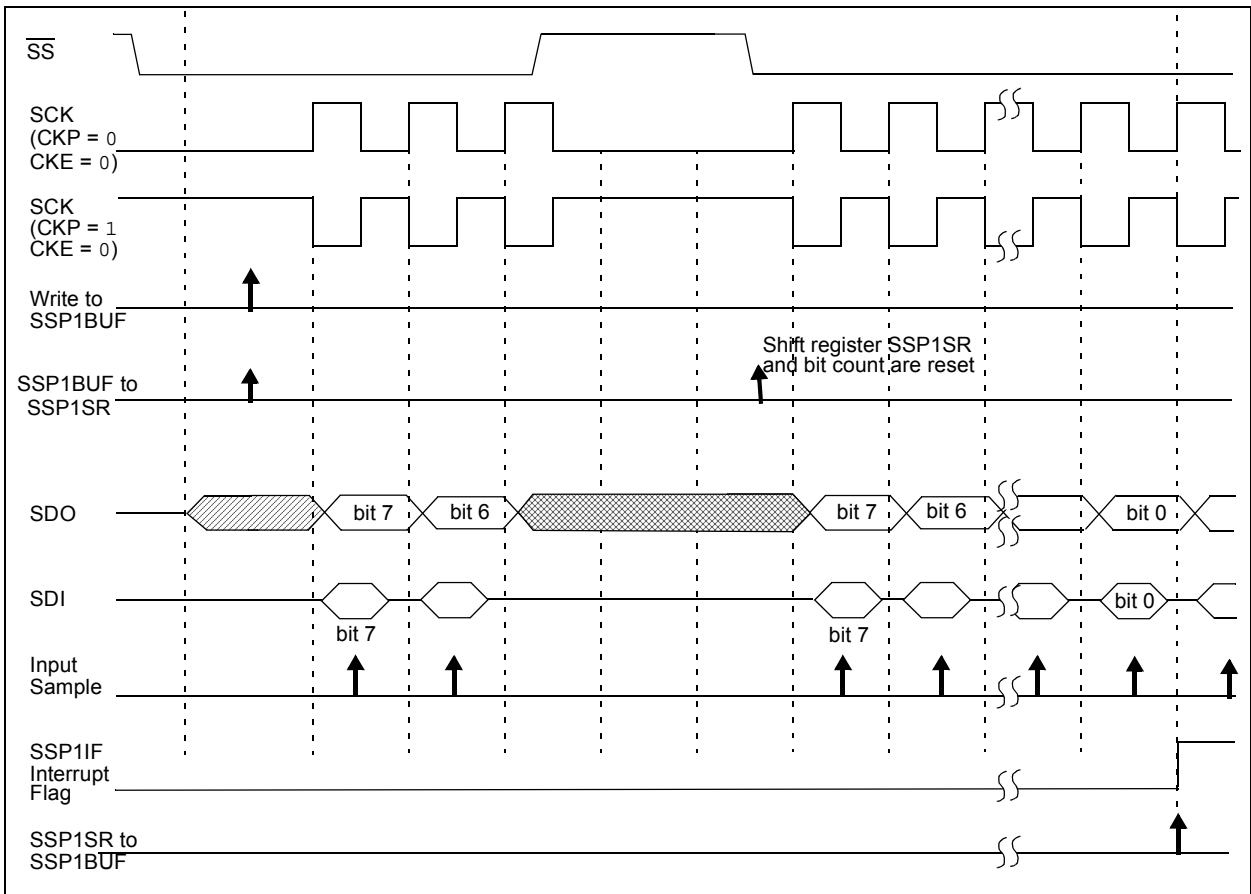 SS
SCK
(CKP = 0
CKE = 0)
SCK
(CKP = 1
CKE = 0)
Write to
SSP1BUF
Shift register SSP1SR
and bit count are reset
SSP1BUF to
SSP1SR
SDO
bit 7
bit 6
bit 7
bit 6
bit 0
SDI
bit 0
bit 7
bit 7
Input
Sample
SSP1IF
Interrupt
Flag
SSP1SR to
SSP1BUF